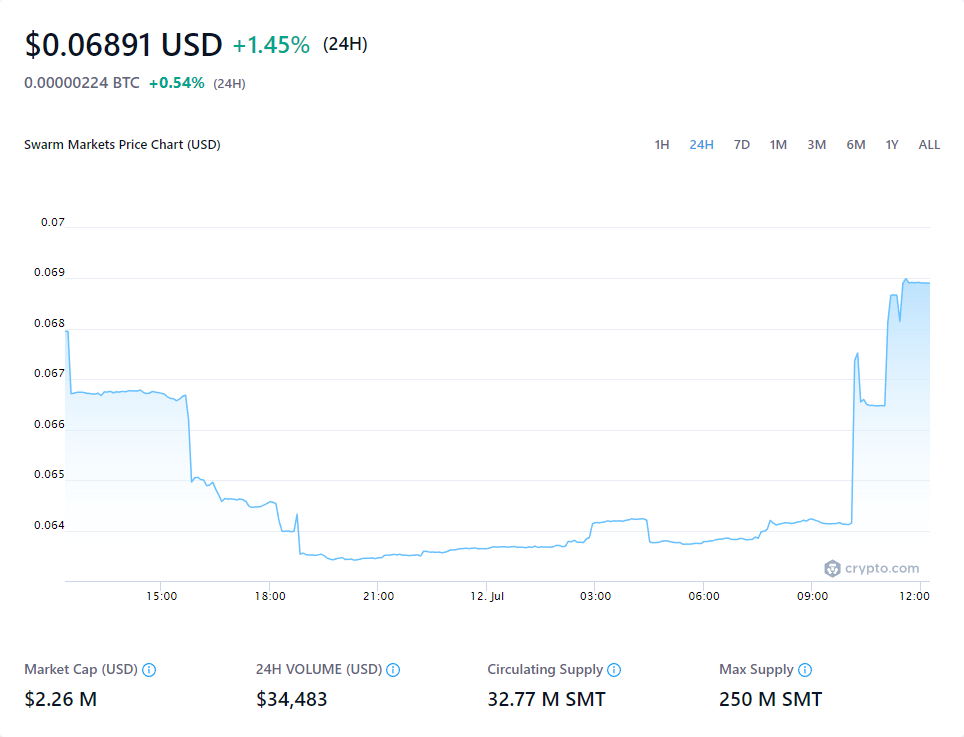 $0.06891 USD +1.45% (24H)
0.00000224 BTC +0.54% (24H)
Swarm Markets Price Chart (USD) 1H 24H 7D 1M 3M 6M 1Y ALL
0.07
0.069
0.068
0.067
0.066
0.065
0.064
crypto.com
15:00 18:00 21:00 12. Jul 03:00 06:00 09:00 12:00
Market Cap (USD) 24H VOLUME (USD) Circulating Supply Max Supply
$2.26 M $34,483 32.77 M SMT 250 M SMT